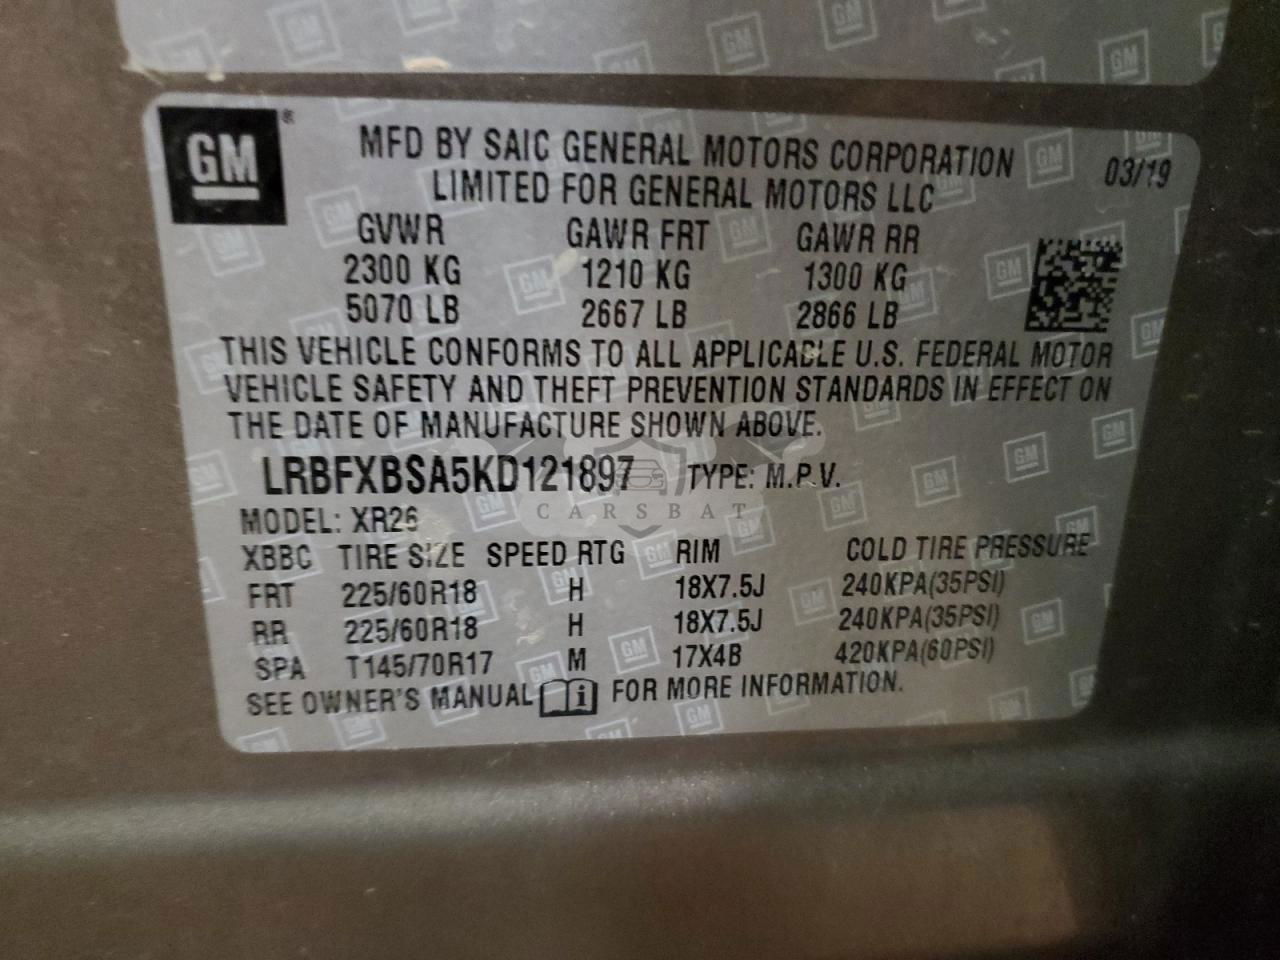 GM
MFD BY SAIC GENERAL MOTORS CORPORATION 03/19
LIMITED FOR GENERAL MOTORS LLC
GVWR GAWR FRT GAWR RR
2300 KG 1210 KG 1300 KG
5070 LB 2667 LB 2866 LB
THIS VEHICLE CONFORMS TO ALL APPLICABLE U.S. FEDERAL MOTOR
VEHICLE SAFETY AND THEFT PREVENTION STANDARDS IN EFFECT ON
THE DATE OF MANUFACTURE SHOWN ABOVE.
LRBFXBSA5KD121897 TYPE: M.P.V.
CARSBAT
MODEL: XR26
XBBC TIRE SIZE SPEED RTG RIM COLD TIRE PRESSURE
FRT 225/60R18 H 18X7.5J 240KPA(35PSI)
RR 225/60R18 H 18X7.5J 240KPA(35PSI)
SPA T145/70R17 M 17X4B 420KPA(60PSI)
SEE OWNER'S MANUAL FOR MORE INFORMATION.